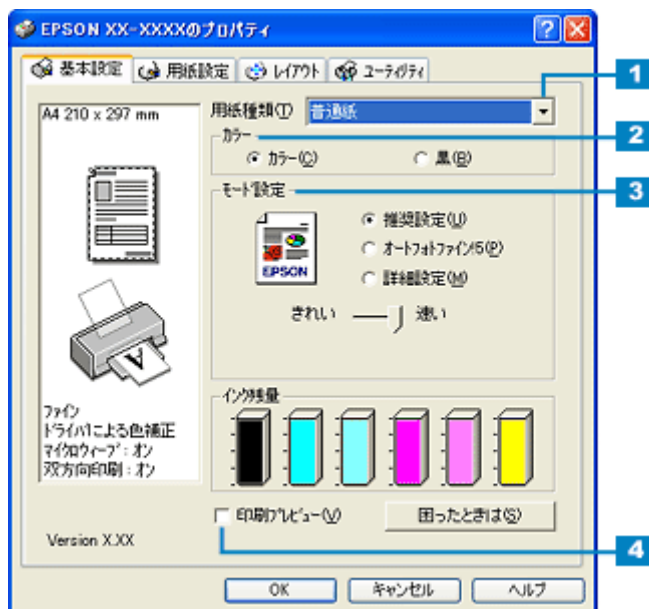 EPSON XX-XXXXのプロパティ
基本設定 用紙設定 レイアウト ユーティリティ
1
A4 210 x 297 mm
用紙種類(T) 普通紙
カラー
2
カラー(C) 黒(B)
モード設定
3
推奨設定(U)
オートフォトファイン!5(P)
EPSON
詳細設定(M)
きれい 速い
インク残量
ファイン
ドライバによる色補正
マイクロウィーブ:オン
双方向印刷:オン
印刷プレビュー(V) 困ったときは(S)
Version X.XX
4
OK キャンセル ヘルプ